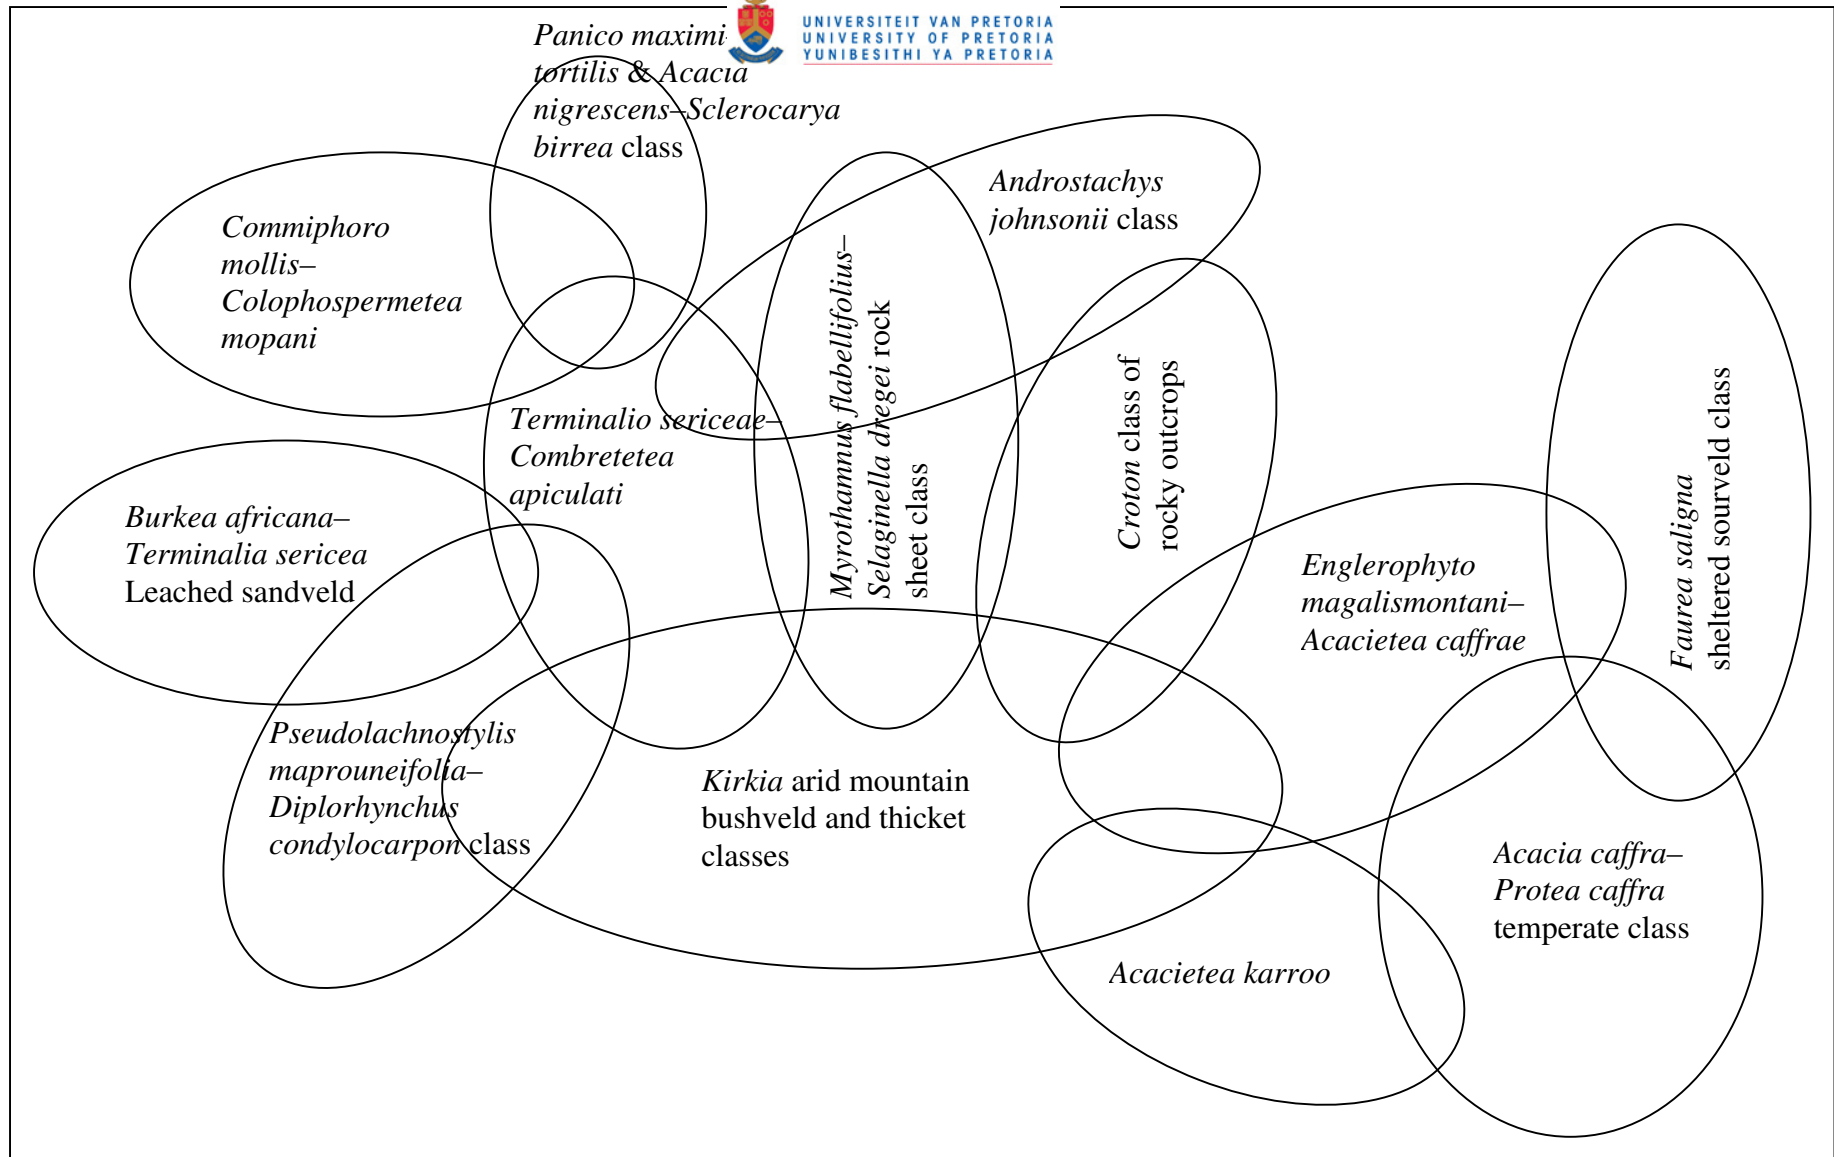 UNIVERSITEIT VAN PRETORIA
UNIVERSITY OF PRETORIA
YUNIBESITHI YA PRETORIA
Panico maximi-
tortilis & Acacia
nigrescens–Sclerocarya
birrea class
Androstachys
johnsonii class
Commiphoro
mollis–
Colophospermetea
mopani
Myrothamnus flabellifolius–
Selaginella dregei rock
sheet class
Croton class of
rocky outcrops
Faurea saligna
sheltered sourveld class
Terminalio sericeae–
Combretetea
apiculati
Burkea africana–
Terminalia sericea
Leached sandveld
Englerophyto
magalismontani–
Acacietea caffrae
Pseudolachnostylis
maprouneifolia–
Diplorhynchus
condylocarpon class
Kirkia arid mountain
bushveld and thicket
classes
Acacia caffra–
Protea caffra
temperate class
Acacietea karroo